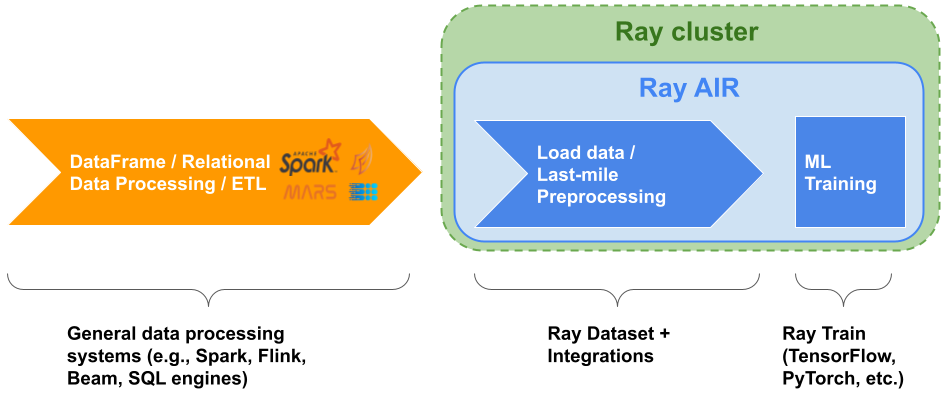 Ray cluster
Ray AIR
DataFrame / Relational
Data Processing / ETL
APACHE
Spark
MARS
Load data /
Last-mile
Preprocessing
ML
Training
General data processing
systems (e.g., Spark, Flink,
Beam, SQL engines)
Ray Dataset +
Integrations
Ray Train
(TensorFlow,
PyTorch, etc.)